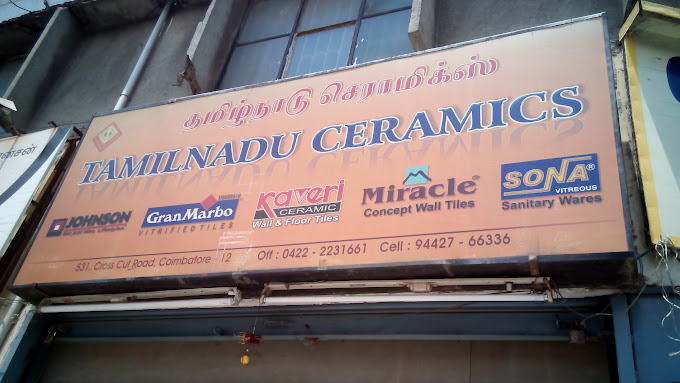 தமிழ்நாடு செராமிக்ஸ்
TAMILNADU CERAMICS
JOHNSON
GranMarbo
VITRIFIED TILES
Kaveri
CERAMIC
Wall & Floor Tiles
Miracle®
Concept Wall Tiles
SONA®
VITREOUS
Sanitary Wares
531, Cross Cut Road, Coimbatore - 12 Off : 0422 - 2231661 Cell : 94427 - 66336